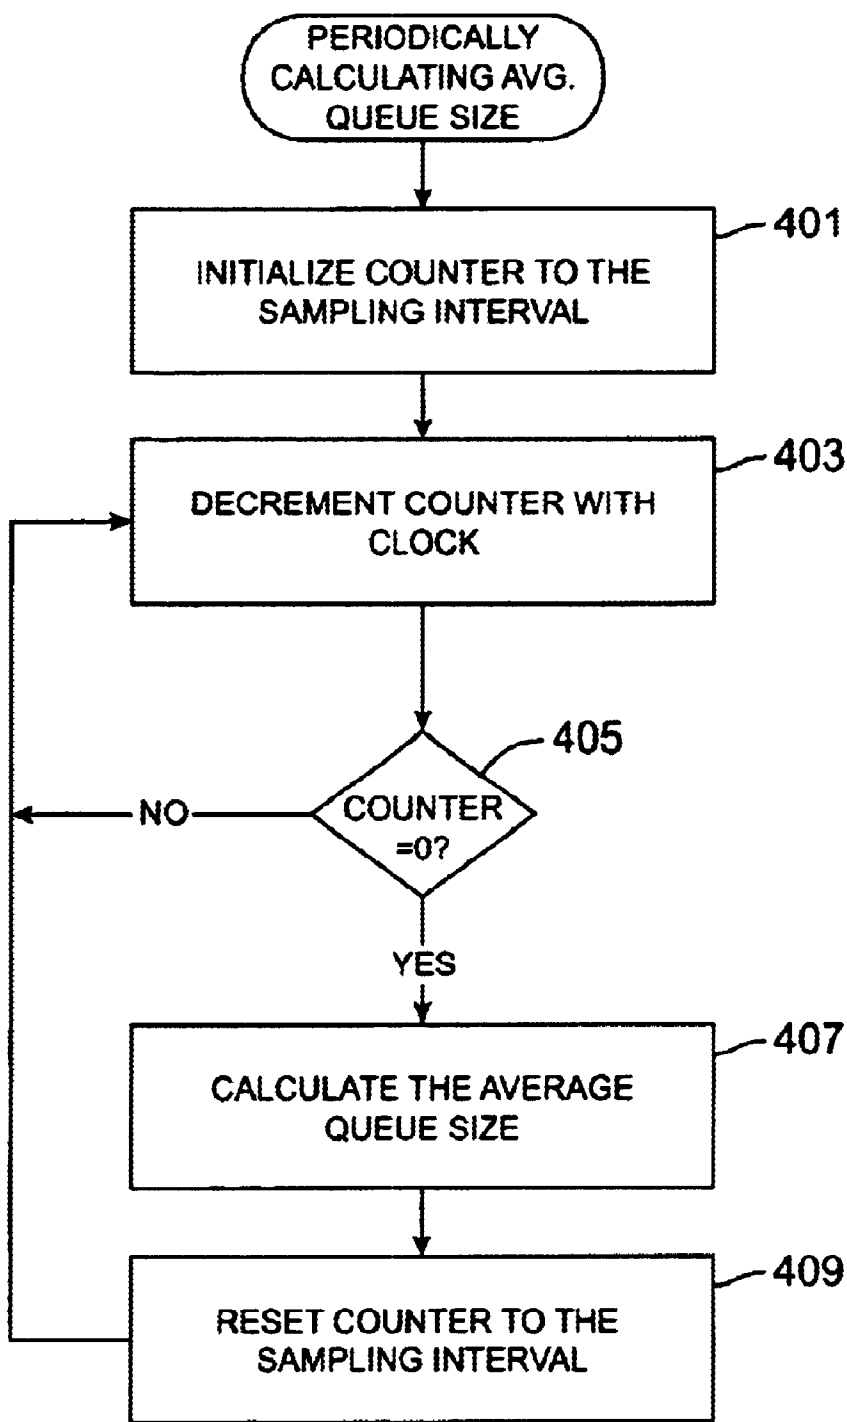 PERIODICALLY
CALCULATING AVG.
QUEUE SIZE
401
INITIALIZE COUNTER TO THE
SAMPLING INTERVAL
403
DECREMENT COUNTER WITH
CLOCK
405
COUNTER
=0?
NO
YES
407
CALCULATE THE AVERAGE
QUEUE SIZE
409
RESET COUNTER TO THE
SAMPLING INTERVAL